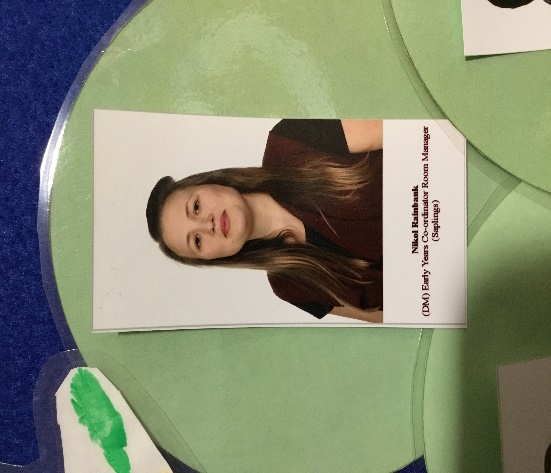 Nikol Rainbank
(DM) Early Years Co-ordinator Room Manager
(Saplings)